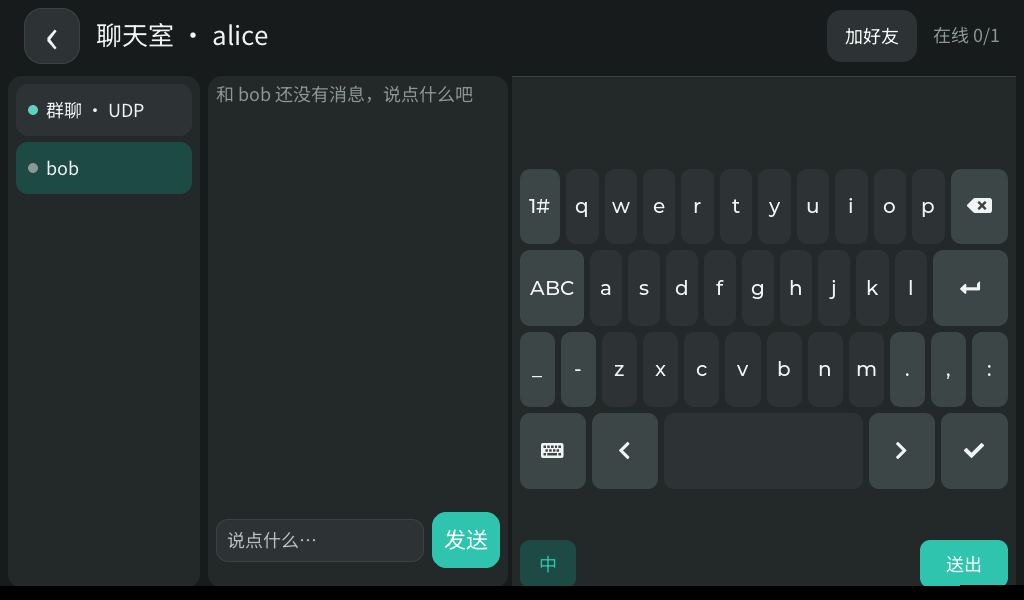 聊天室 · alice
加好友
在线 0/1
群聊 · UDP
bob
和 bob 还没有消息，说点什么吧
说点什么…
发送
1# q w e r t y u i o p
ABC a s d f g h j k l
_ - z x c v b n m . , :
中
送出